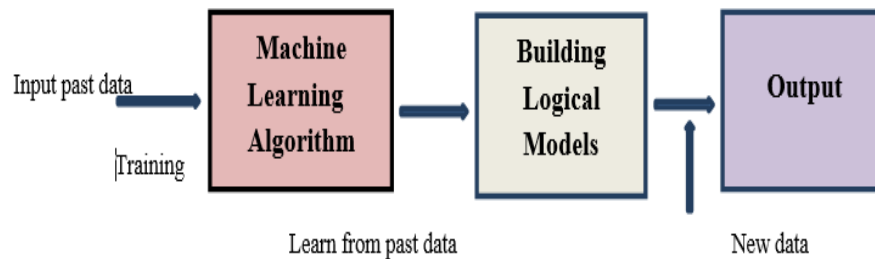 Input past data
Training
Machine
Learning
Algorithm
Building
Logical
Models
Output
Learn from past data
New data